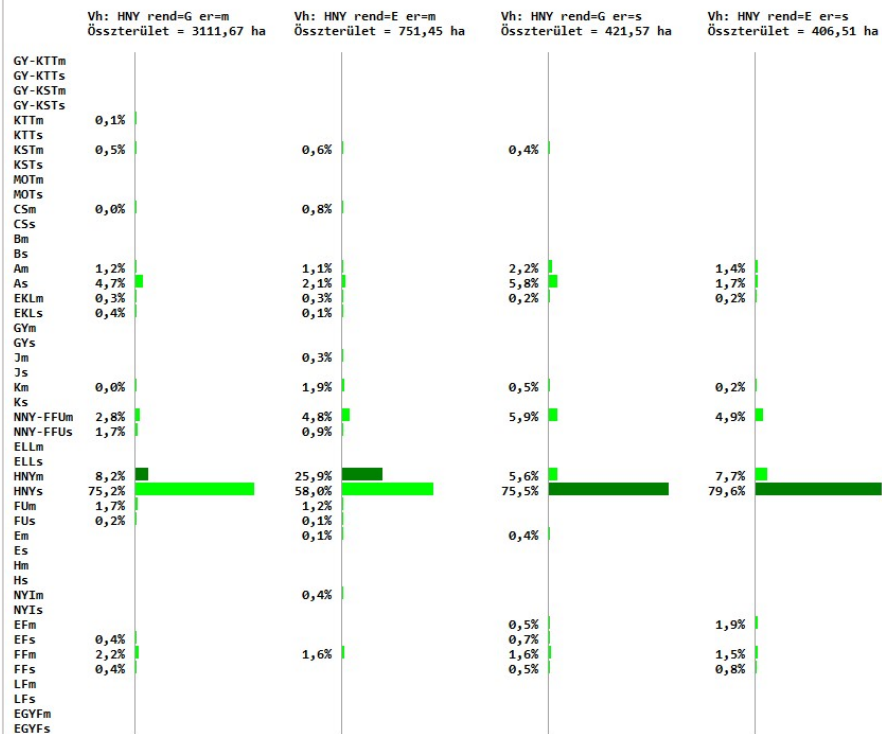 Vh: HNY rend=G er=m Vh: HNY rend=E er=m Vh: HNY rend=G er=s Vh: HNY rend=E er=s
Összterület = 3111,67 ha Összterület = 751,45 ha Összterület = 421,57 ha Összterület = 406,51 ha
GY-KTTm
GY-KTTs
GY-KSTm
GY-KSTs
KTTm 0,1%
KTTs
KSTm 0,5% 0,6% 0,4%
KSTs
MOTm
MOTs
CSm 0,0% 0,8%
CSs
Bm
Bs
Am 1,2% 1,1% 2,2% 1,4%
As 4,7% 2,1% 5,8% 1,7%
EKLm 0,3% 0,3% 0,2% 0,2%
EKLs 0,4% 0,1%
GYm
GYs
Jm 0,3%
Js
Km 0,0% 1,9% 0,5% 0,2%
Ks
NNY-FFUm 2,8% 4,8% 5,9% 4,9%
NNY-FFUs 1,7% 0,9%
ELLm
ELLs
HNYm 8,2% 25,9% 5,6% 7,7%
HNYs 75,2% 58,0% 75,5% 79,6%
FUm 1,7% 1,2%
FUs 0,2% 0,1%
Em 0,1% 0,4%
Es
Hm
Hs
NYIm 0,4%
NYIs
EFm 0,5% 1,9%
EFs 0,4% 0,7%
FFm 2,2% 1,6% 1,6% 1,5%
FFs 0,4% 0,5% 0,8%
LFm
LFs
EGYFm
EGYFs